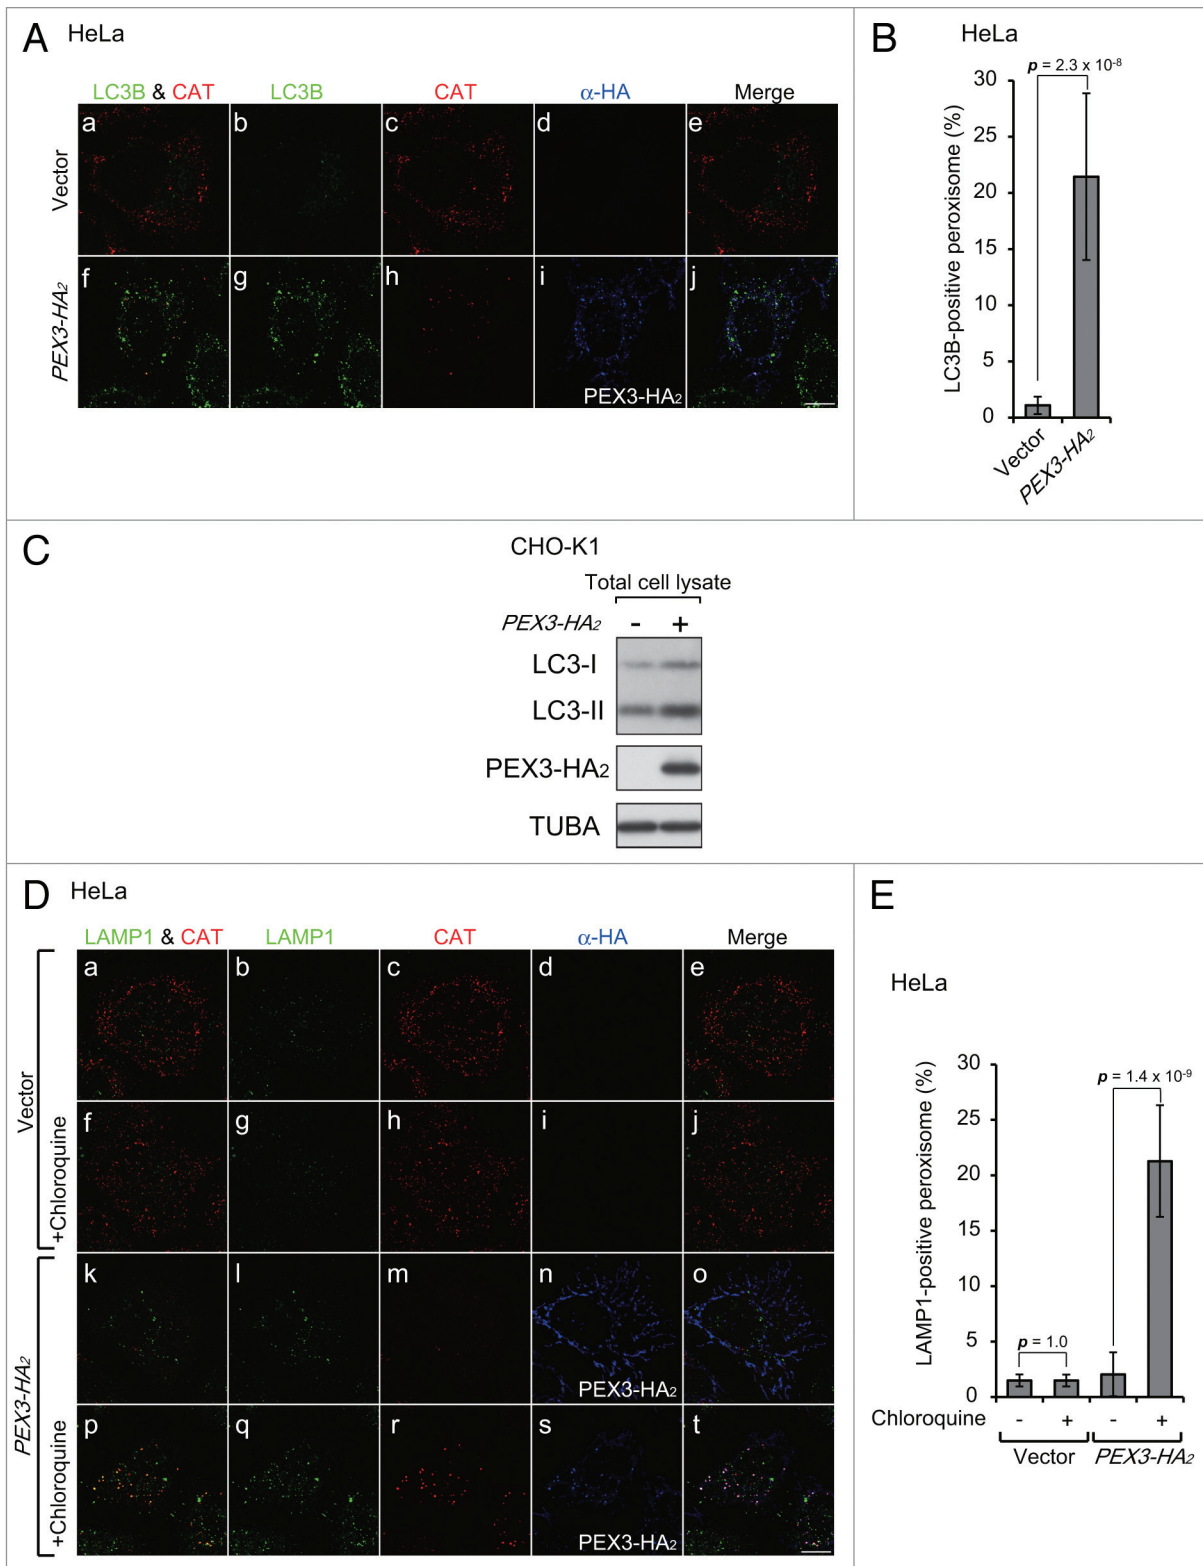 A HeLa
LC3B & CAT LC3B CAT α-HA Merge
Vector
a b c d e
PEX3-HA2
f g h i j
PEX3-HA2
B HeLa
p = 2.3 x 10-8
LC3B-positive peroxisome (%)
30
25
20
15
10
5
0
Vector PEX3-HA2
C
CHO-K1
Total cell lysate
PEX3-HA2 - +
LC3-I
LC3-II
PEX3-HA2
TUBA
D HeLa
LAMP1 & CAT LAMP1 CAT α-HA Merge
Vector
a b c d e
+Chloroquine
f g h i j
PEX3-HA2
k l m n o
PEX3-HA2
+Chloroquine
p q r s t
PEX3-HA2
E
HeLa
LAMP1-positive peroxisome (%)
30
25
20
15
10
5
0
p = 1.4 x 10-9
p = 1.0
Chloroquine - + - +
Vector PEX3-HA2